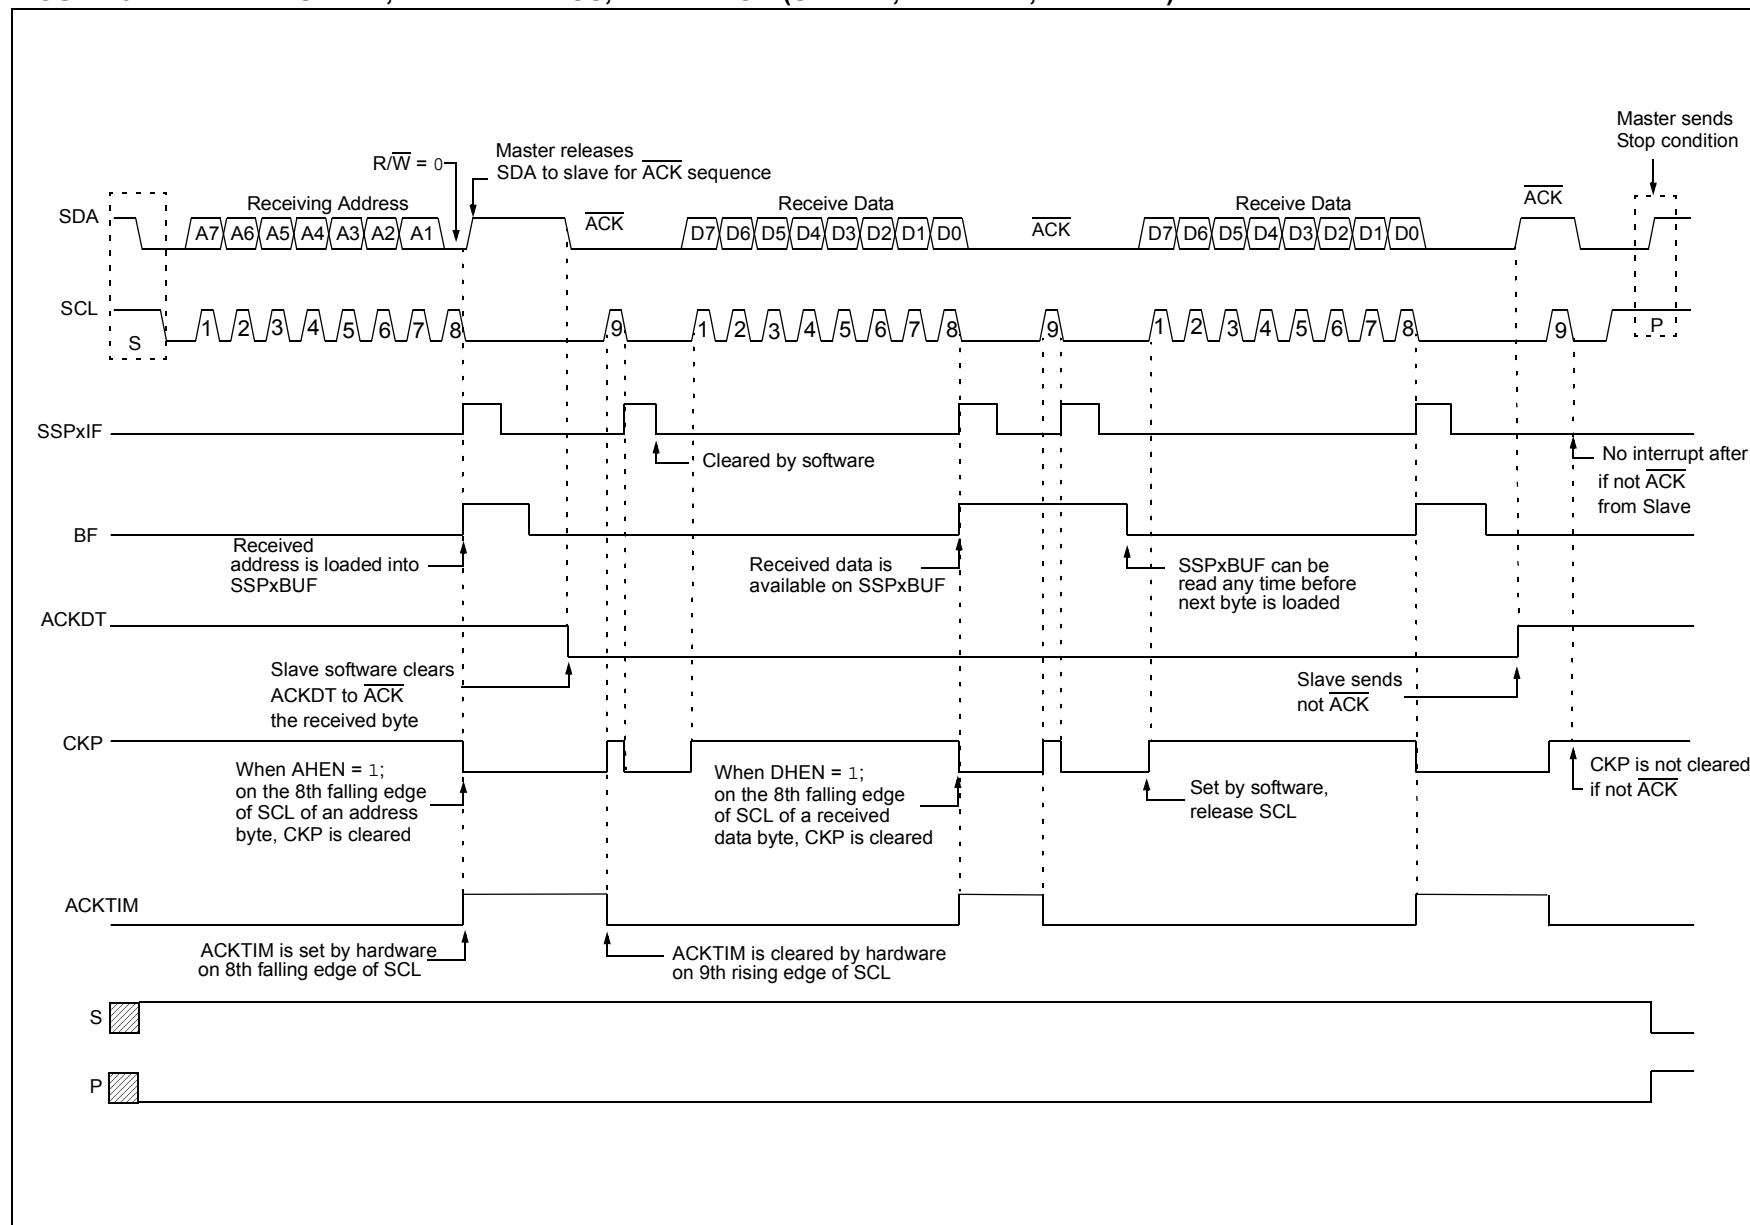 Master sends
Stop condition
R/W = 0
Master releases
SDA to slave for ACK sequence
SDA
Receiving Address
A7 A6 A5 A4 A3 A2 A1
ACK
Receive Data
D7 D6 D5 D4 D3 D2 D1 D0
ACK
Receive Data
D7 D6 D5 D4 D3 D2 D1 D0
ACK
SCL
S
1 2 3 4 5 6 7 8
9
1 2 3 4 5 6 7 8
9
1 2 3 4 5 6 7 8
9
P
SSPxIF
Cleared by software
No interrupt after
if not ACK
from Slave
BF
Received
address is loaded into
SSPxBUF
Received data is
available on SSPxBUF
SSPxBUF can be
read any time before
next byte is loaded
ACKDT
Slave software clears
ACKDT to ACK
the received byte
Slave sends
not ACK
CKP
When AHEN = 1;
on the 8th falling edge
of SCL of an address
byte, CKP is cleared
When DHEN = 1;
on the 8th falling edge
of SCL of a received
data byte, CKP is cleared
Set by software,
release SCL
CKP is not cleared
if not ACK
ACKTIM
ACKTIM is set by hardware
on 8th falling edge of SCL
ACKTIM is cleared by hardware
on 9th rising edge of SCL
S
P